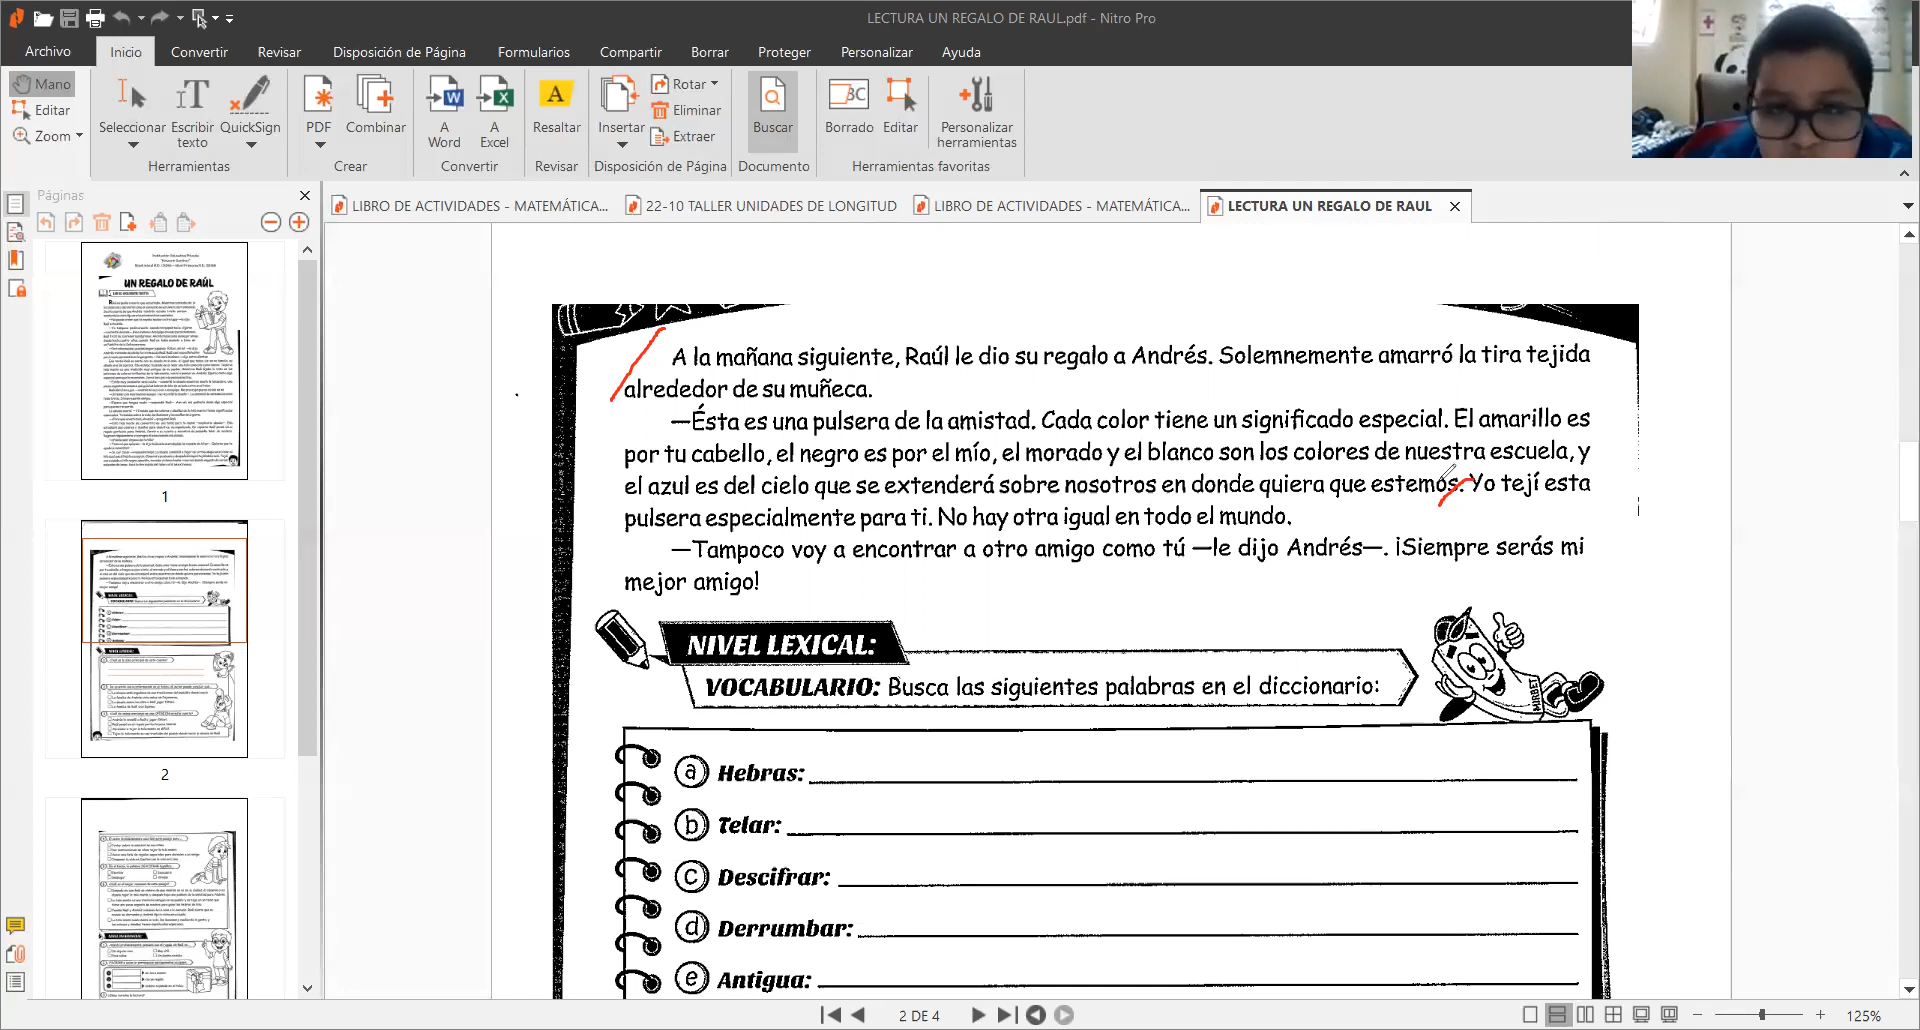 LECTURA UN REGALO DE RAUL.pdf - Nitro Pro
Archivo Inicio Convertir Revisar Disposición de Página Formularios Compartir Borrar Proteger Personalizar Ayuda
Mano
Editar
Zoom
Seleccionar
Escribir texto
QuickSign
Herramientas
PDF
Combinar
Crear
A Word
A Excel
Convertir
Resaltar
Revisar
Insertar
Rotar
Eliminar
Extraer
Disposición de Página
Buscar
Documento
Borrado
Editar
Personalizar herramientas
Herramientas favoritas
Páginas
LIBRO DE ACTIVIDADES - MATEMÁTICA...
22-10 TALLER UNIDADES DE LONGITUD
LIBRO DE ACTIVIDADES - MATEMÁTICA...
LECTURA UN REGALO DE RAUL
UN REGALO DE RAÚL
1
2
A la mañana siguiente, Raúl le dio su regalo a Andrés. Solemnemente amarró la tira tejida
alrededor de su muñeca.
—Ésta es una pulsera de la amistad. Cada color tiene un significado especial. El amarillo es
por tu cabello, el negro es por el mío, el morado y el blanco son los colores de nuestra escuela, y
el azul es del cielo que se extenderá sobre nosotros en donde quiera que estemos. Yo tejí esta
pulsera especialmente para ti. No hay otra igual en todo el mundo.
—Tampoco voy a encontrar a otro amigo como tú —le dijo Andrés—. ¡Siempre serás mi
mejor amigo!
NIVEL LEXICAL:
VOCABULARIO: Busca las siguientes palabras en el diccionario:
MIRBET
a Hebras:
b Telar:
c Descifrar:
d Derrumbar:
e Antigua:
2 DE 4
125%